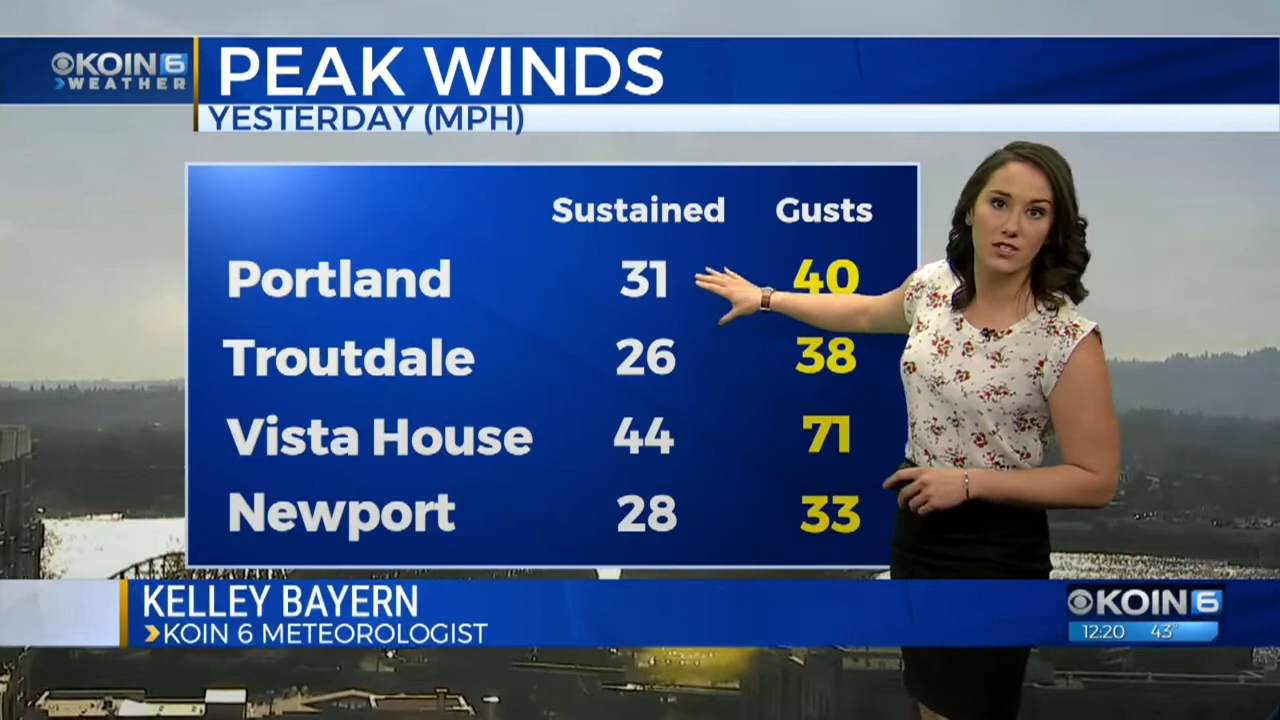 KOIN 6
WEATHER
PEAK WINDS
YESTERDAY (MPH)
Sustained Gusts
Portland 31 40
Troutdale 26 38
Vista House 44 71
Newport 28 33
KELLEY BAYERN
KOIN 6 METEOROLOGIST
KOIN 6
12:20 43°